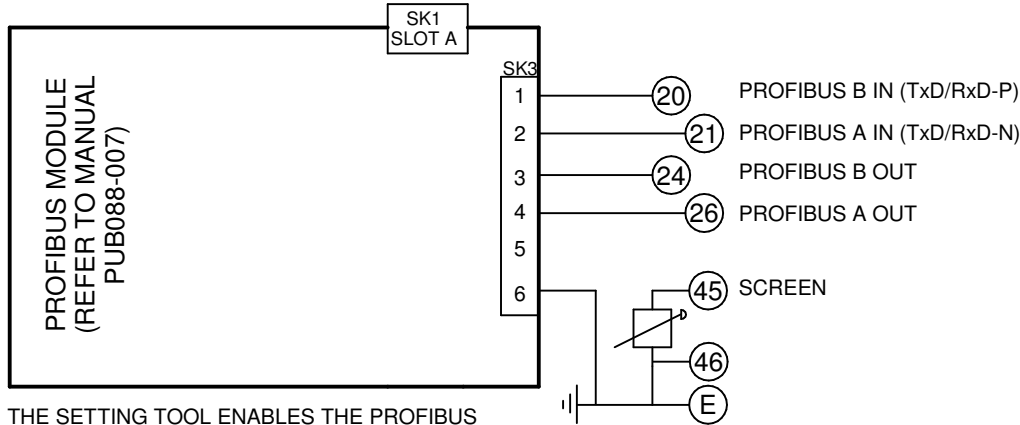 SK1
SLOT A
PROFIBUS MODULE
(REFER TO MANUAL
PUB088-007)
SK3
1
20
PROFIBUS B IN (TxD/RxD-P)
2
21
PROFIBUS A IN (TxD/RxD-N)
3
24
PROFIBUS B OUT
4
26
PROFIBUS A OUT
5
6
45
SCREEN
46
E
THE SETTING TOOL ENABLES THE PROFIBUS